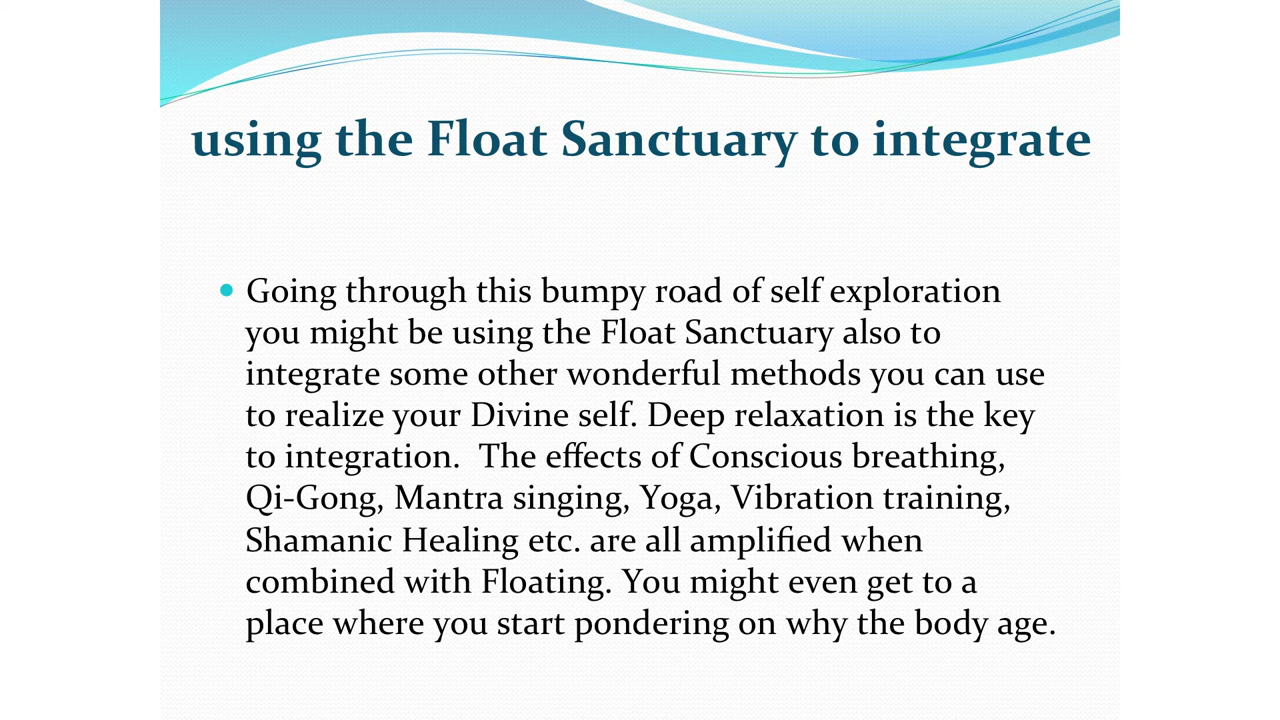 using the Float Sanctuary to integrate
• Going through this bumpy road of self exploration
you might be using the Float Sanctuary also to
integrate some other wonderful methods you can use
to realize your Divine self. Deep relaxation is the key
to integration.  The effects of Conscious breathing,
Qi-Gong, Mantra singing, Yoga, Vibration training,
Shamanic Healing etc. are all amplified when
combined with Floating. You might even get to a
place where you start pondering on why the body age.